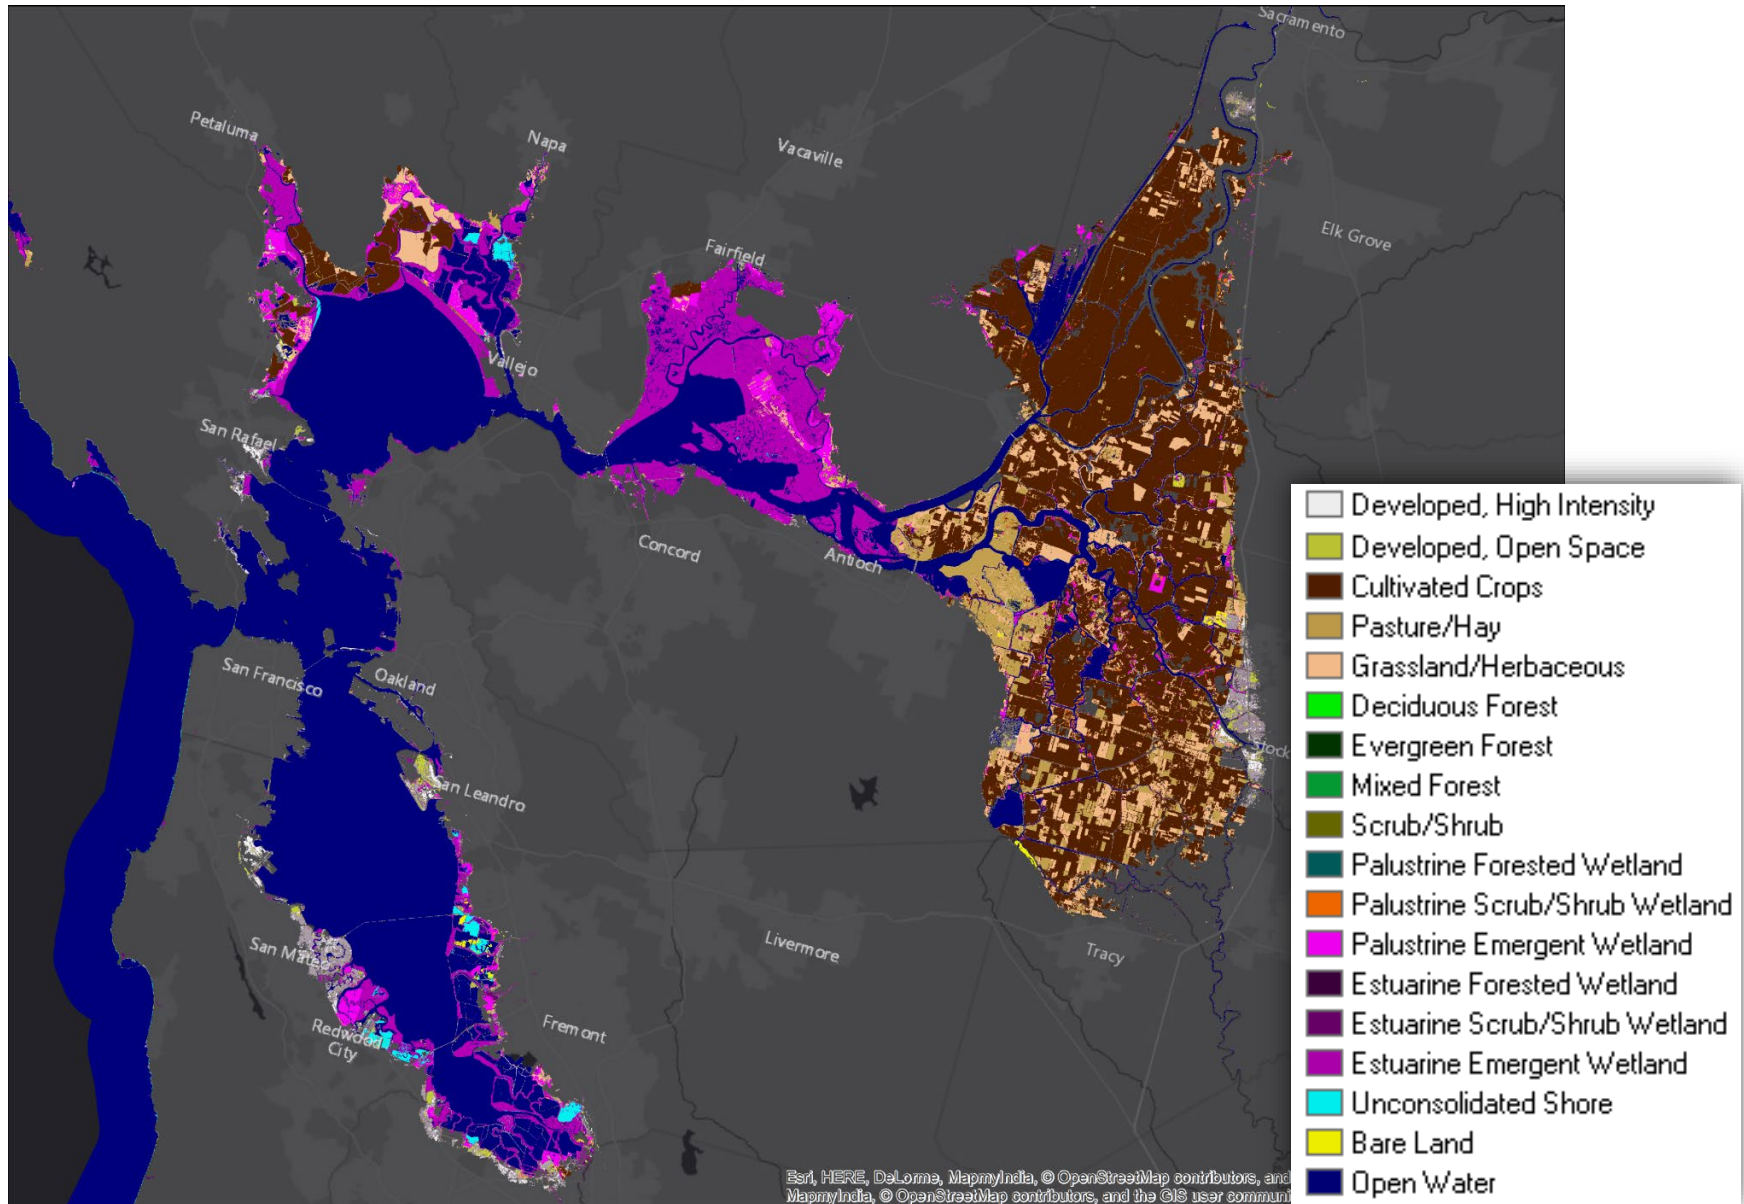 Sacramento
Petaluma
Napa
Vacaville
Elk Grove
Fairfield
Vallejo
San Rafael
Concord
Antioch
San Francisco
Oakland
Stock
San Leandro
San Mate
Livermore
Tracy
Redwood
City
Fremont
Developed, High Intensity
Developed, Open Space
Cultivated Crops
Pasture/Hay
Grassland/Herbaceous
Deciduous Forest
Evergreen Forest
Mixed Forest
Scrub/Shrub
Palustrine Forested Wetland
Palustrine Scrub/Shrub Wetland
Palustrine Emergent Wetland
Estuarine Forested Wetland
Estuarine Scrub/Shrub Wetland
Estuarine Emergent Wetland
Unconsolidated Shore
Bare Land
Open Water
Esri, HERE, DeLorme, MapmyIndia, © OpenStreetMap contributors, and
MapmyIndia, © OpenStreetMap contributors, and the GIS user communi